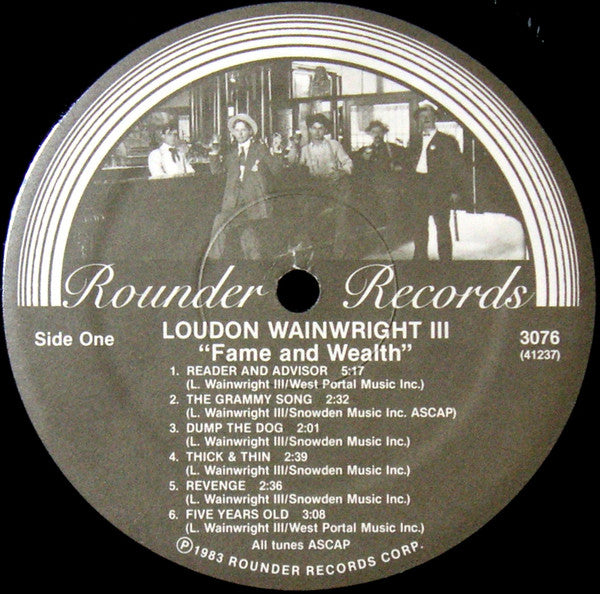 Rounder Records
Side One
LOUDON WAINWRIGHT III
"Fame and Wealth"
3076
(41237)
1. READER AND ADVISOR 5:17
(L. Wainwright III/West Portal Music Inc.)
2. THE GRAMMY SONG 2:32
(L. Wainwright III/Snowden Music Inc. ASCAP)
3. DUMP THE DOG 2:01
(L. Wainwright III/Snowden Music Inc.)
4. THICK & THIN 2:39
(L. Wainwright III/Snowden Music Inc.)
5. REVENGE 2:36
(L. Wainwright III/Snowden Music Inc.)
6. FIVE YEARS OLD 3:08
(L. Wainwright III/West Portal Music Inc.)
All tunes ASCAP
℗1983 ROUNDER RECORDS CORP.